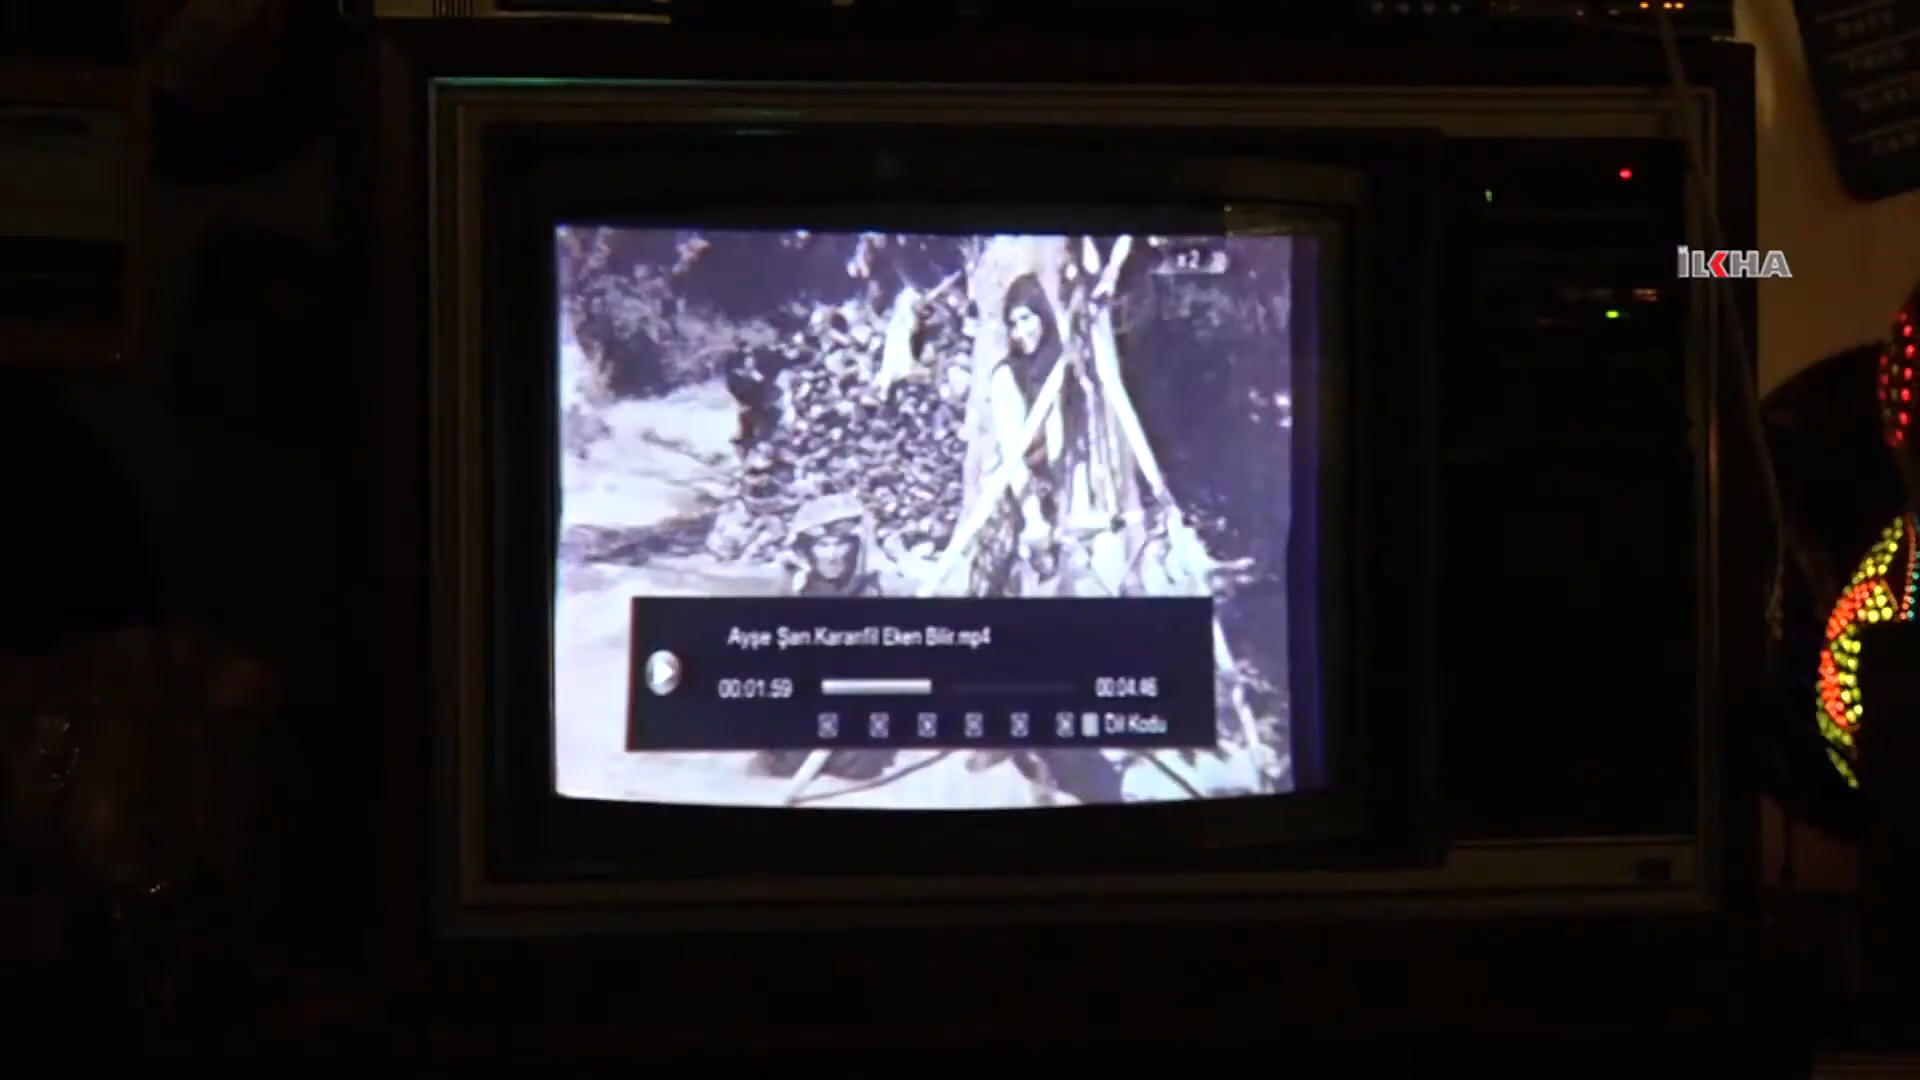 x2
İLKHA
Ayşe Şan Karanfil Eken Bilir.mp4
00:01:59
00:04:46
Dil Kodu